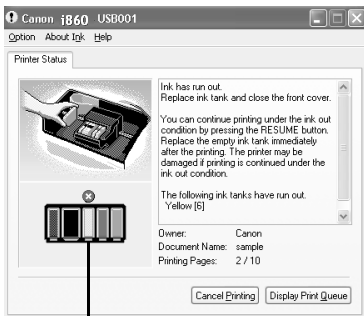 Canon i860 USB001
Option About Ink Help
Printer Status
Ink has run out.
Replace ink tank and close the front cover.
You can continue printing under the ink out
condition by pressing the RESUME button.
Replace the empty ink tank immediately
after the printing. The printer may be
damaged if printing is continued under the
ink out condition.
The following ink tanks have run out.
Yellow [6]
Owner: Canon
Document Name: sample
Printing Pages: 2 / 10
Cancel Printing Display Print Queue